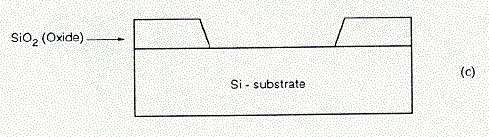 SiO₂ (Oxide)
Si - substrate
(c)